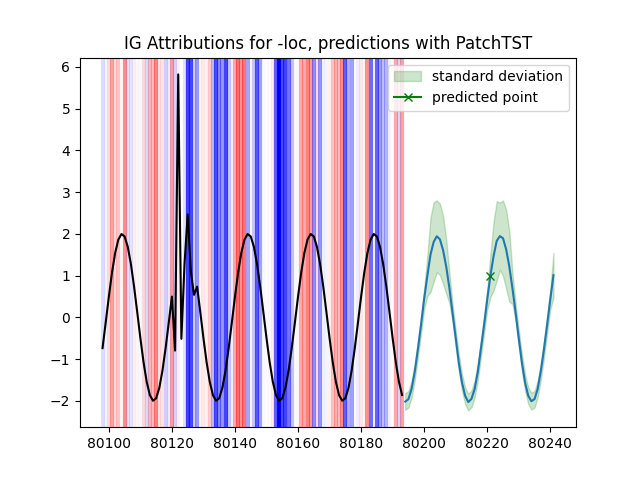 IG Attributions for -loc, predictions with PatchTST
standard deviation
predicted point
6
5
4
3
2
1
0
−1
−2
80100 80120 80140 80160 80180 80200 80220 80240